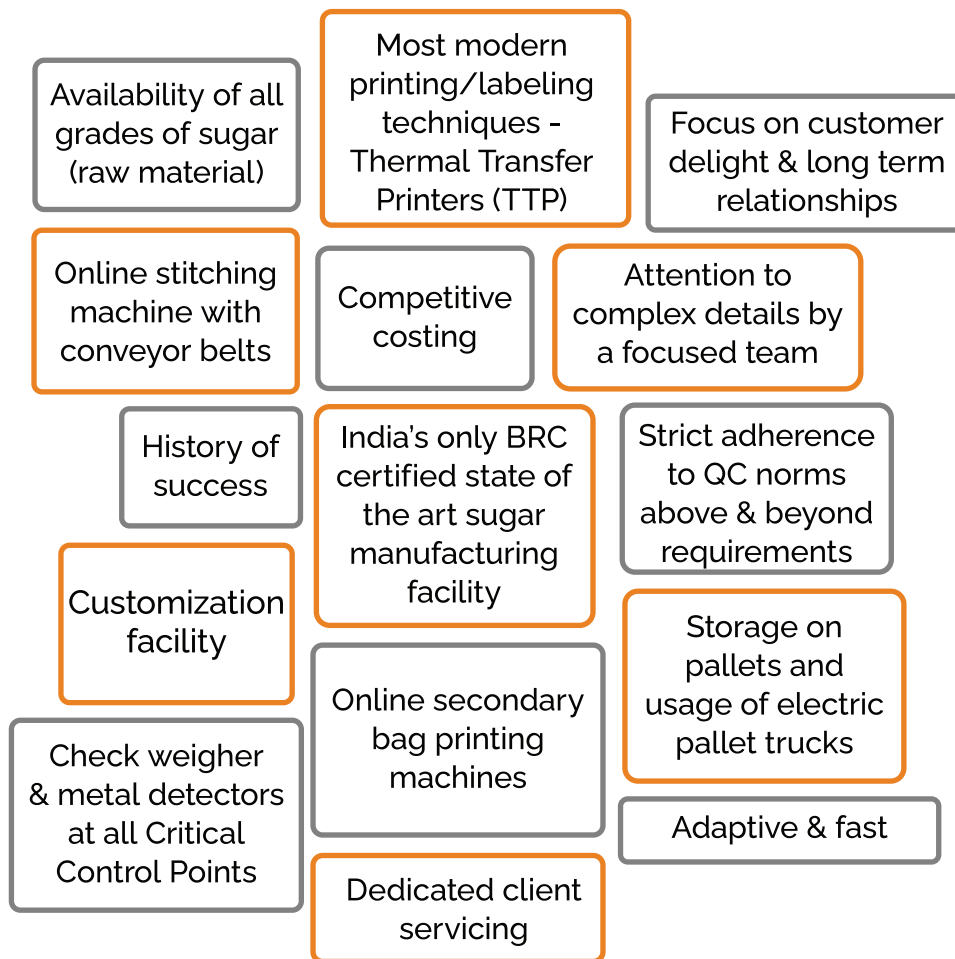 Availability of all
grades of sugar
(raw material)
Most modern
printing/labeling
techniques -
Thermal Transfer
Printers (TTP)
Focus on customer
delight & long term
relationships
Online stitching
machine with
conveyor belts
Competitive
costing
Attention to
complex details by
a focused team
History of
success
India's only BRC
certified state of
the art sugar
manufacturing
facility
Strict adherence
to QC norms
above & beyond
requirements
Customization
facility
Online secondary
bag printing
machines
Storage on
pallets and
usage of electric
pallet trucks
Check weigher
& metal detectors
at all Critical
Control Points
Adaptive & fast
Dedicated client
servicing